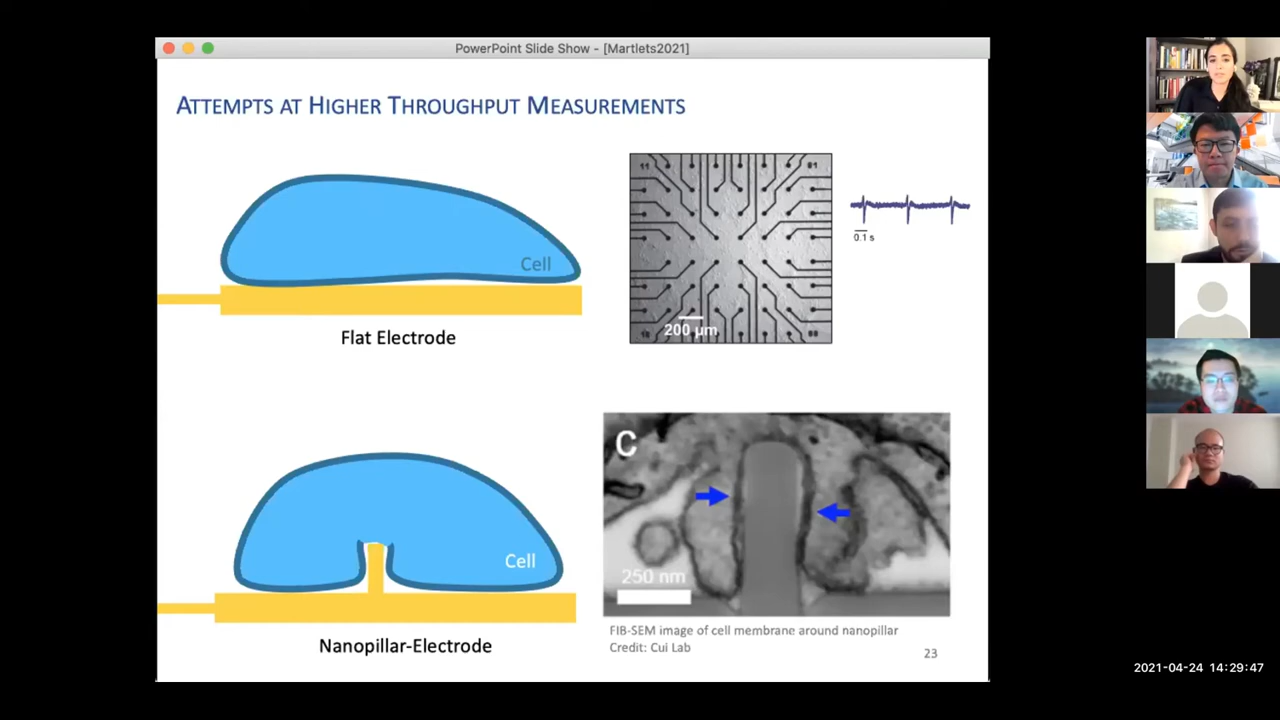 PowerPoint Slide Show - [Martlets2021]
ATTEMPTS AT HIGHER THROUGHPUT MEASUREMENTS
Cell
Flat Electrode
11
81
200 μm
0.1 s
Cell
Nanopillar-Electrode
C
250 nm
FIB-SEM image of cell membrane around nanopillar
Credit: Cui Lab
23
2021-04-24 14:29:47